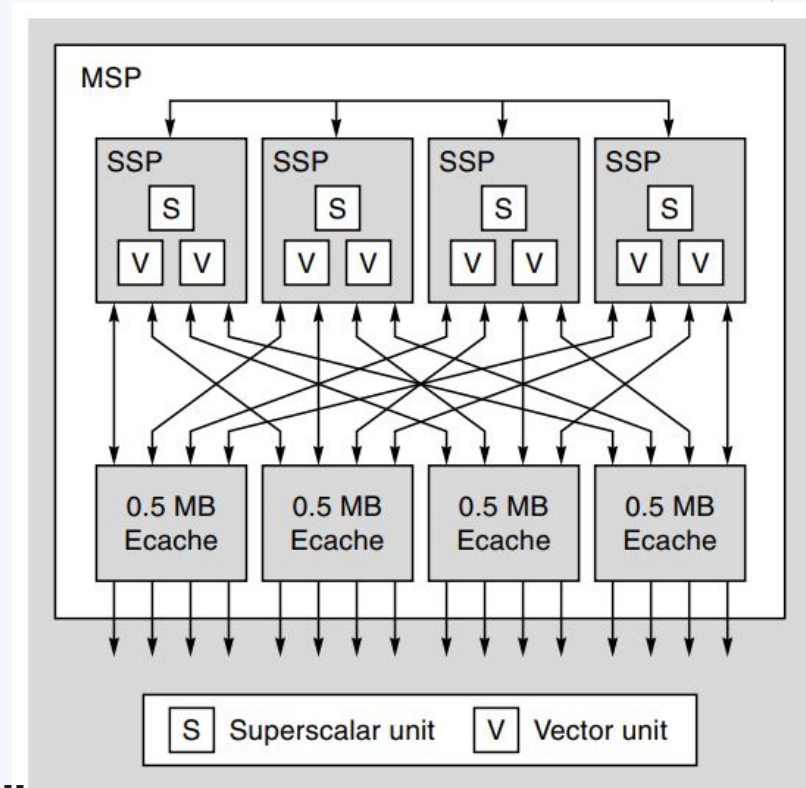 MSP
SSP SSP SSP SSP
S S S S
V V V V V V V V
0.5 MB 0.5 MB 0.5 MB 0.5 MB
Ecache Ecache Ecache Ecache
S Superscalar unit V Vector unit